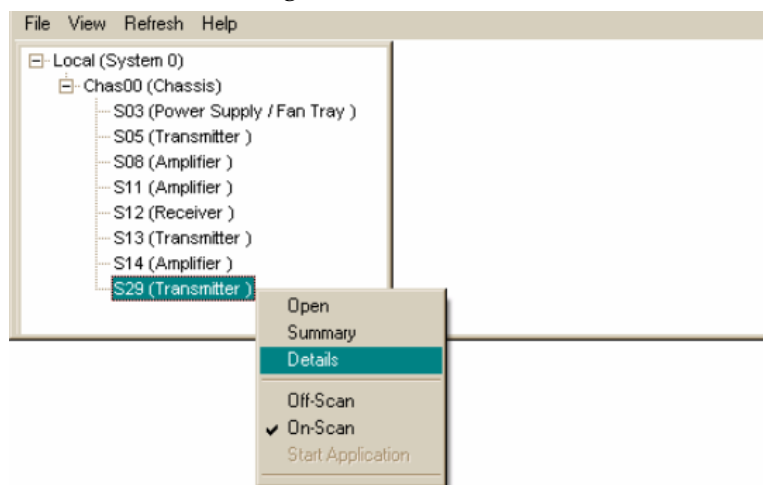 File View Refresh Help
Local (System 0)
Chas00 (Chassis)
S03 (Power Supply / Fan Tray )
S05 (Transmitter )
S08 (Amplifier )
S11 (Amplifier )
S12 (Receiver )
S13 (Transmitter )
S14 (Amplifier )
S29 (Transmitter )
Open
Summary
Details
Off-Scan
On-Scan
Start Application